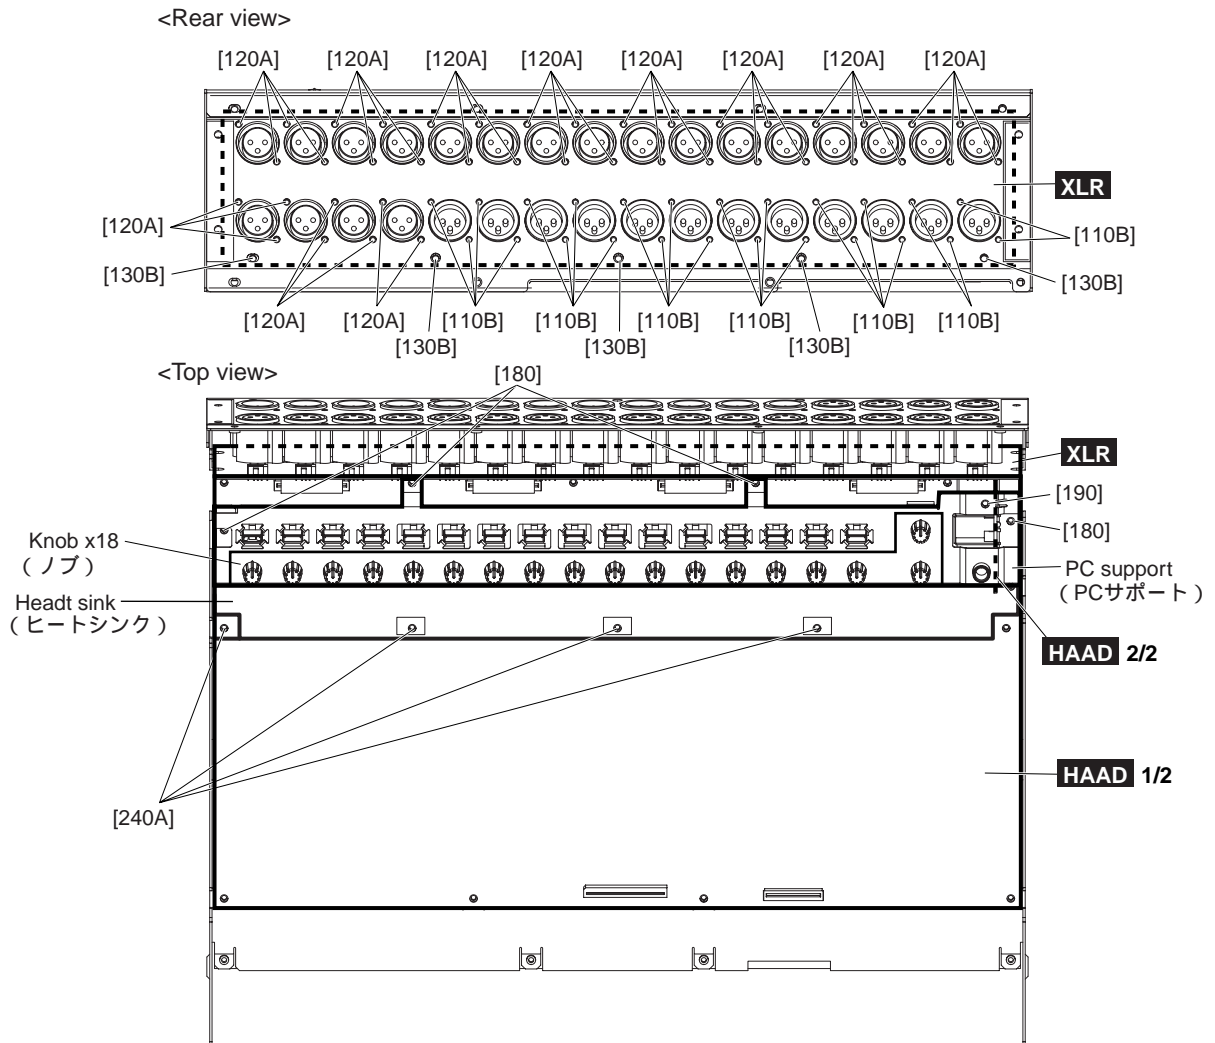 <Rear view>
[120A] [120A] [120A] [120A] [120A] [120A] [120A] [120A]
XLR
[120A]
[110B]
[130B]
[130B]
[120A] [120A] [110B] [110B] [110B] [110B] [110B] [110B]
[130B] [130B] [130B]
<Top view>
[180]
XLR
[190]
[180]
Knob x18
（ノブ）
PC support
（PCサポート）
Headt sink
（ヒートシンク）
HAAD 2/2
HAAD 1/2
[240A]